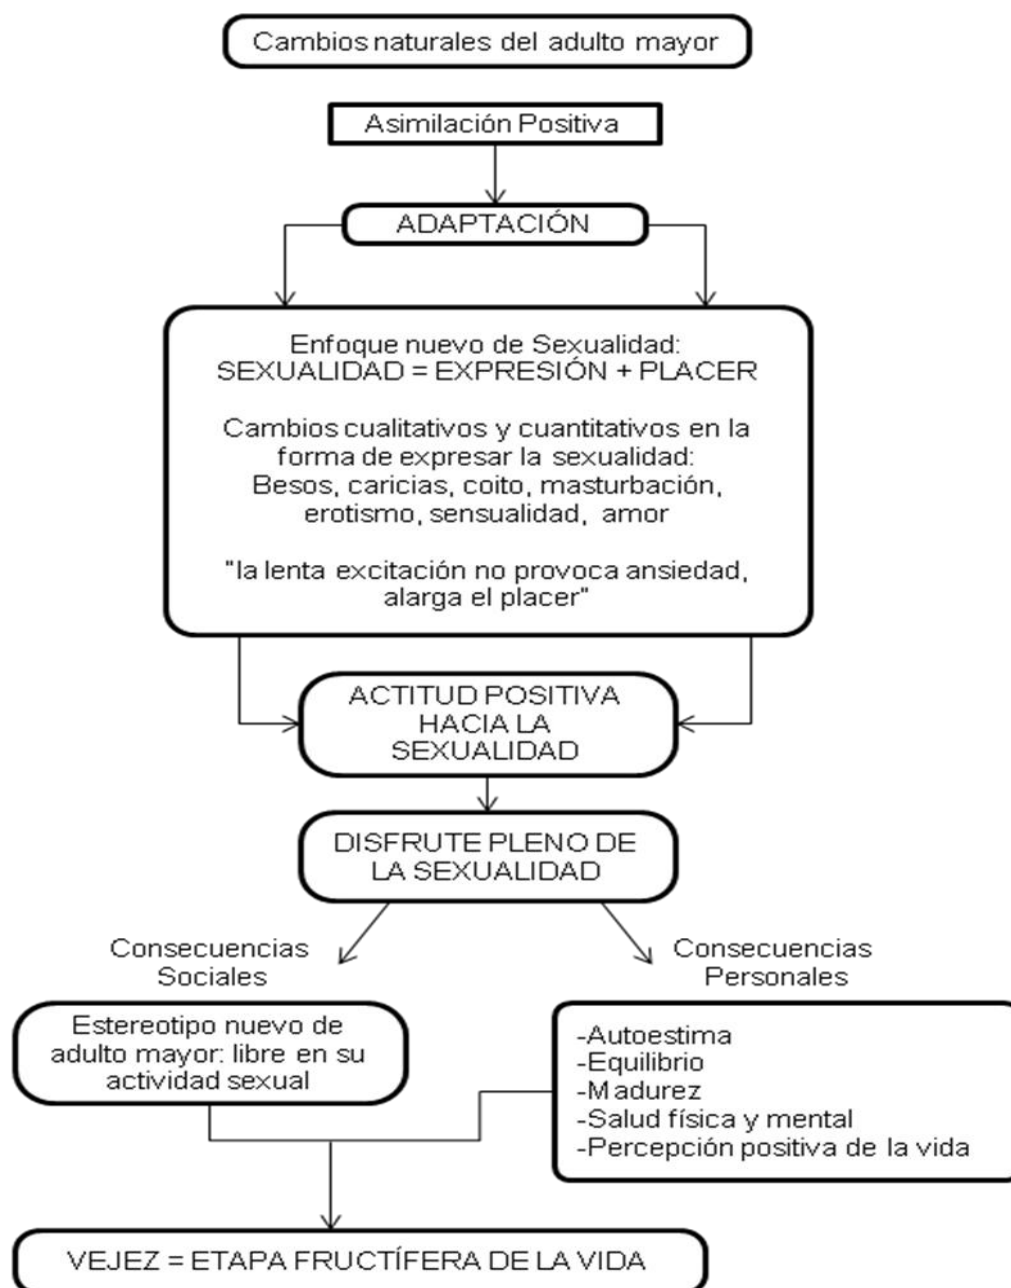 Cambios naturales del adulto mayor
Asimilación Positiva
ADAPTACIÓN
Enfoque nuevo de Sexualidad:
SEXUALIDAD = EXPRESIÓN + PLACER
Cambios cualitativos y cuantitativos en la
forma de expresar la sexualidad:
Besos, caricias, coito, masturbación,
erotismo, sensualidad, amor
"la lenta excitación no provoca ansiedad,
alarga el placer"
ACTITUD POSITIVA
HACIA LA
SEXUALIDAD
DISFRUTE PLENO DE
LA SEXUALIDAD
Consecuencias
Sociales
Estereotipo nuevo de
adulto mayor: libre en su
actividad sexual
Consecuencias
Personales
-Autoestima
-Equilibrio
-Madurez
-Salud física y mental
-Percepción positiva de la vida
VEJEZ = ETAPA FRUCTÍFERA DE LA VIDA